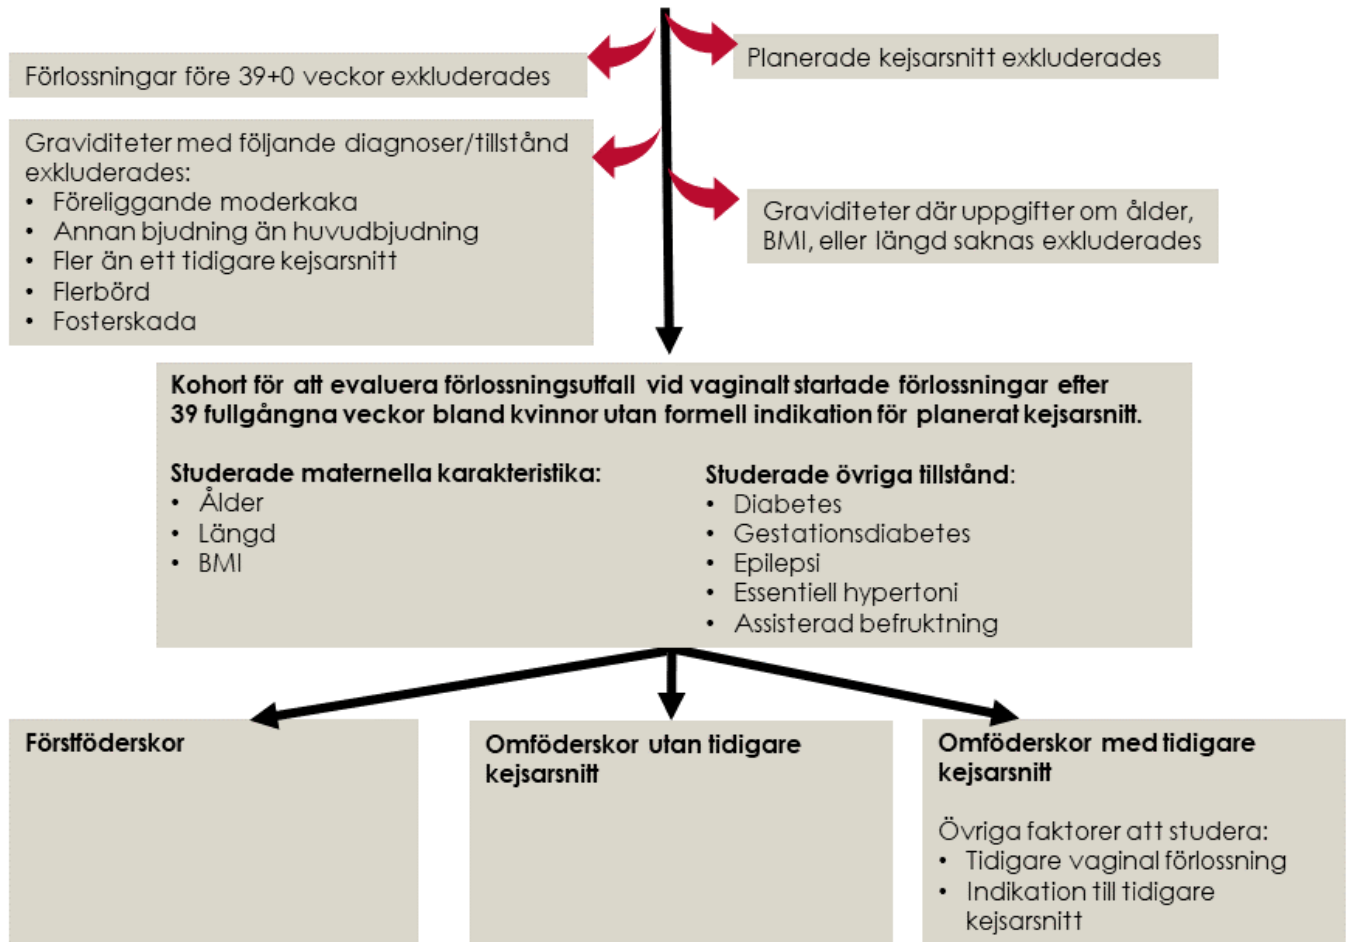 Förlossningar före 39+0 veckor exkluderades
Planerade kejsarsnitt exkluderades
Graviditeter med följande diagnoser/tillstånd
exkluderades:
• Föreliggande moderkaka
• Annan bjudning än huvudbjudning
• Fler än ett tidigare kejsarsnitt
• Flerbörd
• Fosterskada
Graviditeter där uppgifter om ålder,
BMI, eller längd saknas exkluderades
Kohort för att evaluera förlossningsutfall vid vaginalt startade förlossningar efter
39 fullgångna veckor bland kvinnor utan formell indikation för planerat kejsarsnitt.
Studerade maternella karakteristika:
• Ålder
• Längd
• BMI
Studerade övriga tillstånd:
• Diabetes
• Gestationsdiabetes
• Epilepsi
• Essentiell hypertoni
• Assisterad befruktning
Förstföderskor
Omföderskor utan tidigare
kejsarsnitt
Omföderskor med tidigare
kejsarsnitt
Övriga faktorer att studera:
• Tidigare vaginal förlossning
• Indikation till tidigare
kejsarsnitt